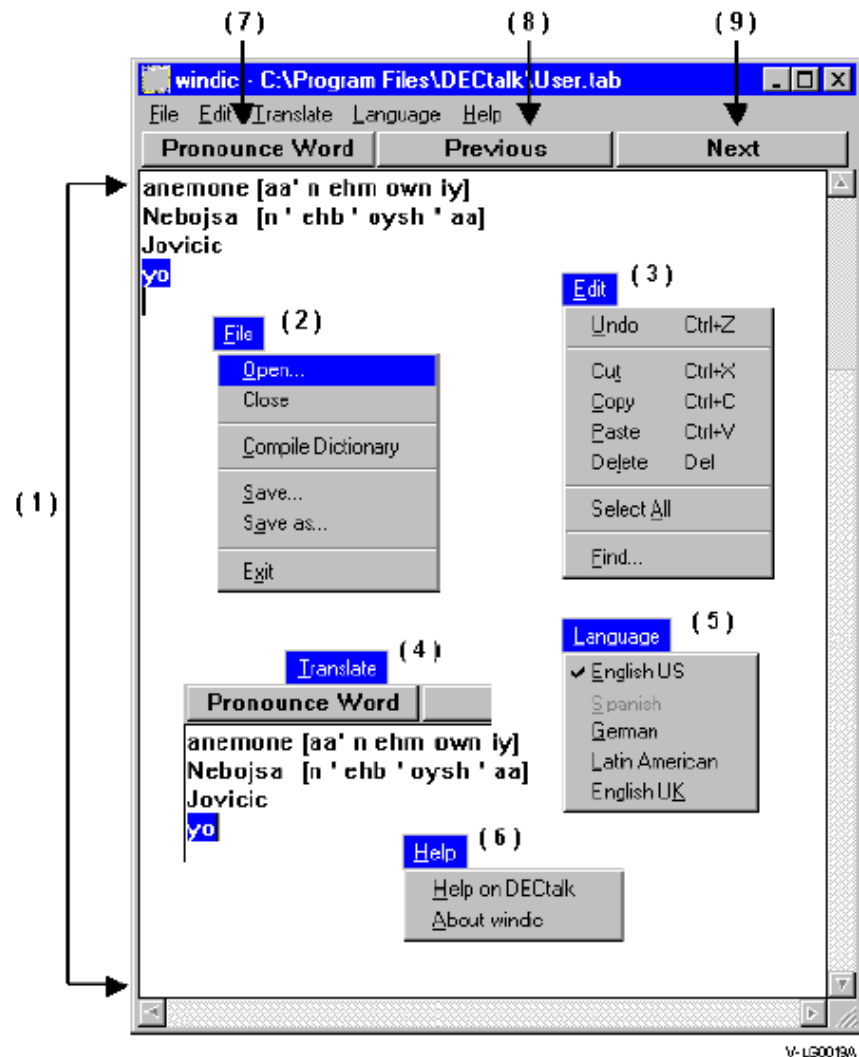 ( 7 ) ( 8 ) ( 9 )
windic - C:\Program Files\DECtalk\User.tab
File Edit Translate Language Help
Pronounce Word Previous Next
anemone [aa' n ehm own iy]
Nebojsa [n ' ehb ' oysh ' aa]
Jovicic
yo
( 1 )
File ( 2 )
Open...
Close
Compile Dictionary
Save...
Save as...
Exit
Edit ( 3 )
Undo Ctrl+Z
Cut Ctrl+X
Copy Ctrl+C
Paste Ctrl+V
Delete Del
Select All
Find...
Translate ( 4 )
Pronounce Word
anemone [aa' n ehm own iy]
Nebojsa [n ' ehb ' oysh ' aa]
Jovicic
yo
Language ( 5 )
English US
Spanish
German
Latin American
English UK
Help ( 6 )
Help on DECtalk
About windic